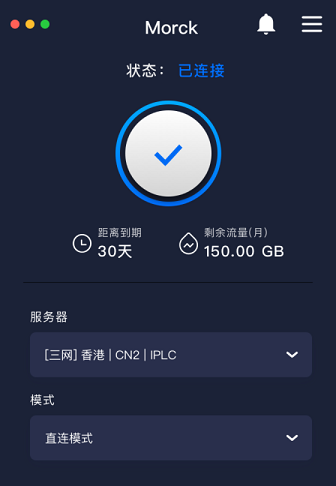 Morck
状态： 已连接
距离到期
30天
剩余流量(月)
150.00 GB
服务器
[三网] 香港 | CN2 | IPLC
模式
直连模式